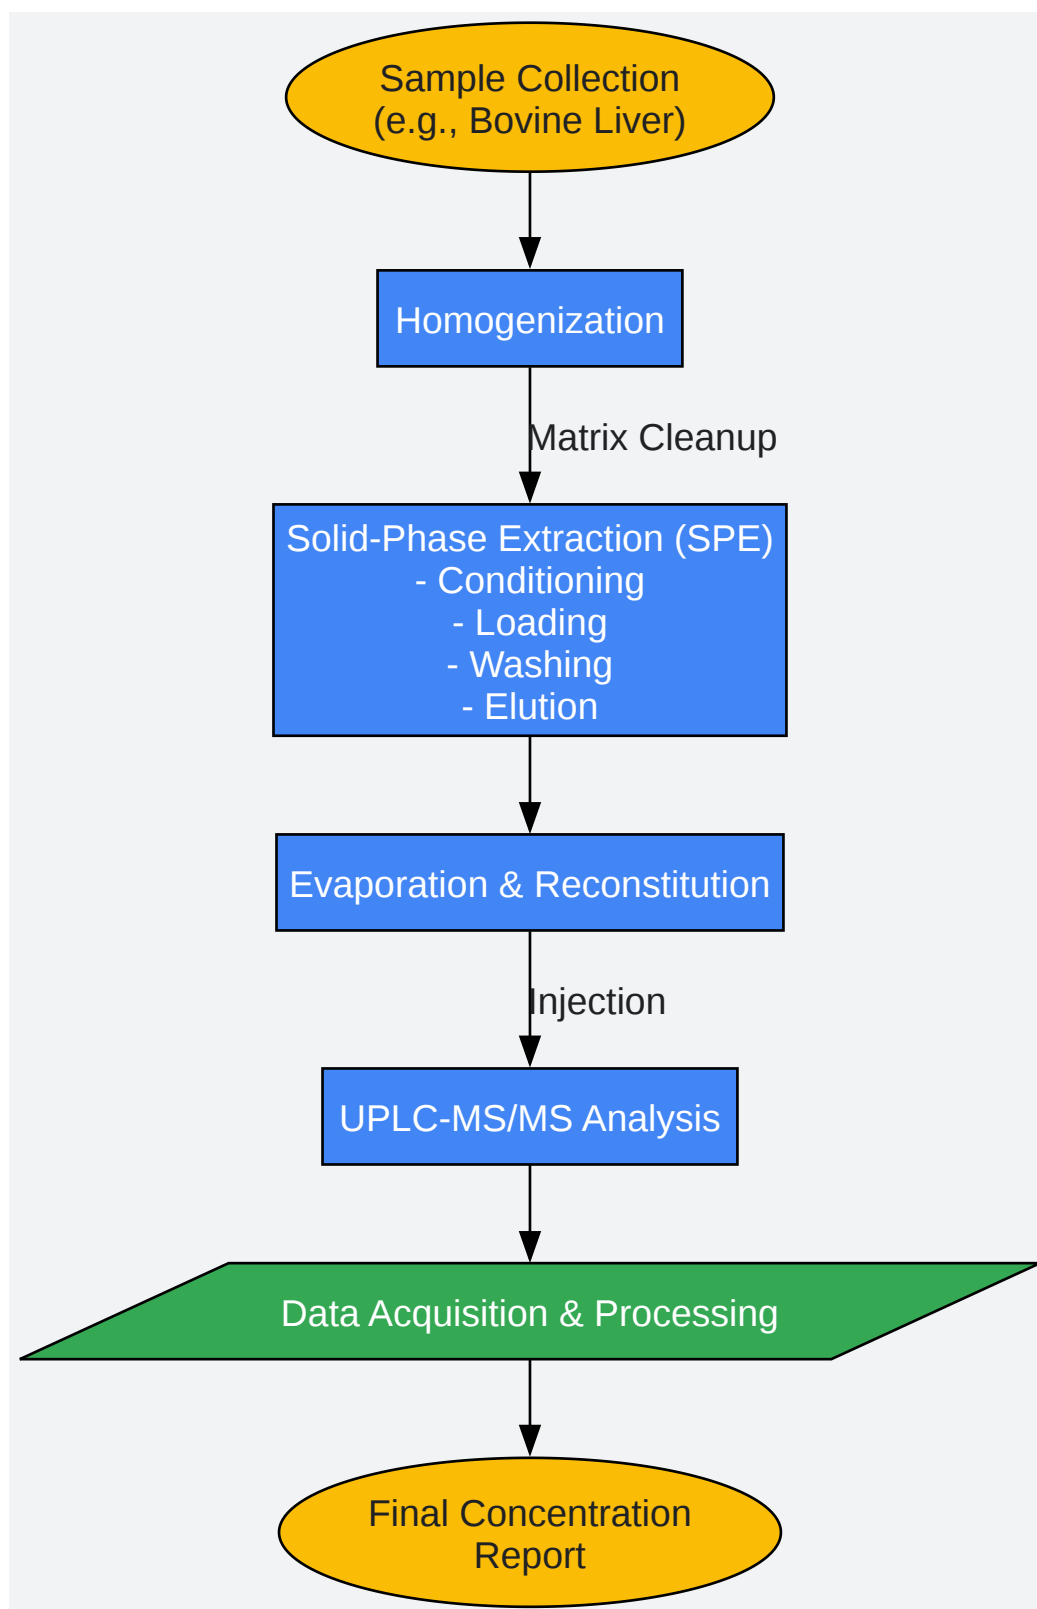 Sample Collection
(e.g., Bovine Liver)
Homogenization
Matrix Cleanup
Solid-Phase Extraction (SPE)
- Conditioning
- Loading
- Washing
- Elution
Evaporation & Reconstitution
Injection
UPLC-MS/MS Analysis
Data Acquisition & Processing
Final Concentration
Report